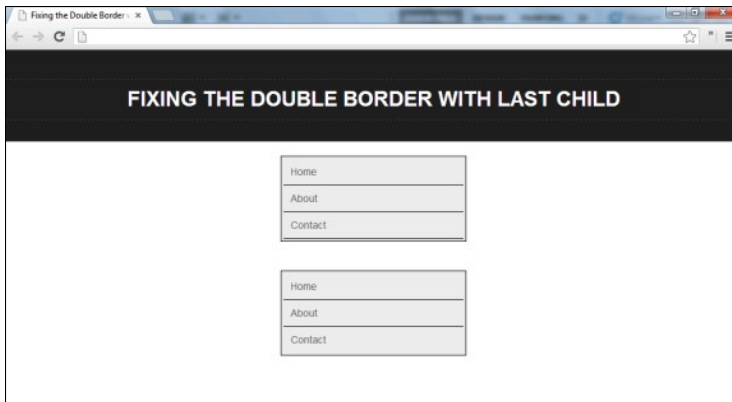 Fixing the Double Border
FIXING THE DOUBLE BORDER WITH LAST CHILD
Home
About
Contact
Home
About
Contact